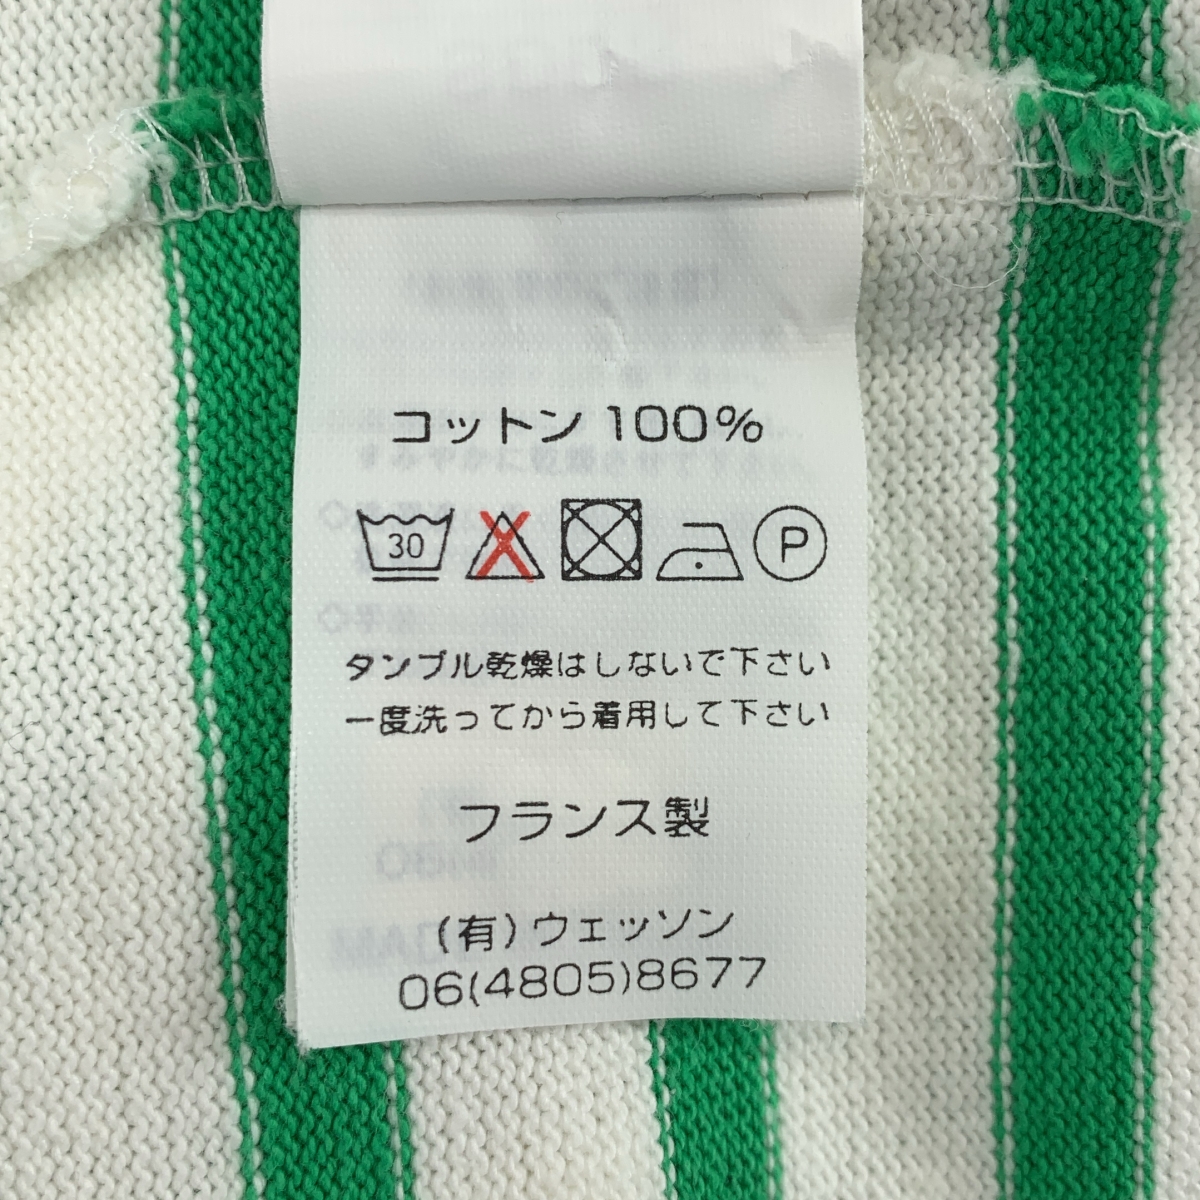 コットン 100%
30 P
タンブル乾燥はしないで下さい
一度洗ってから着用して下さい
フランス製
(有)ウェッソン
06(4805)8677